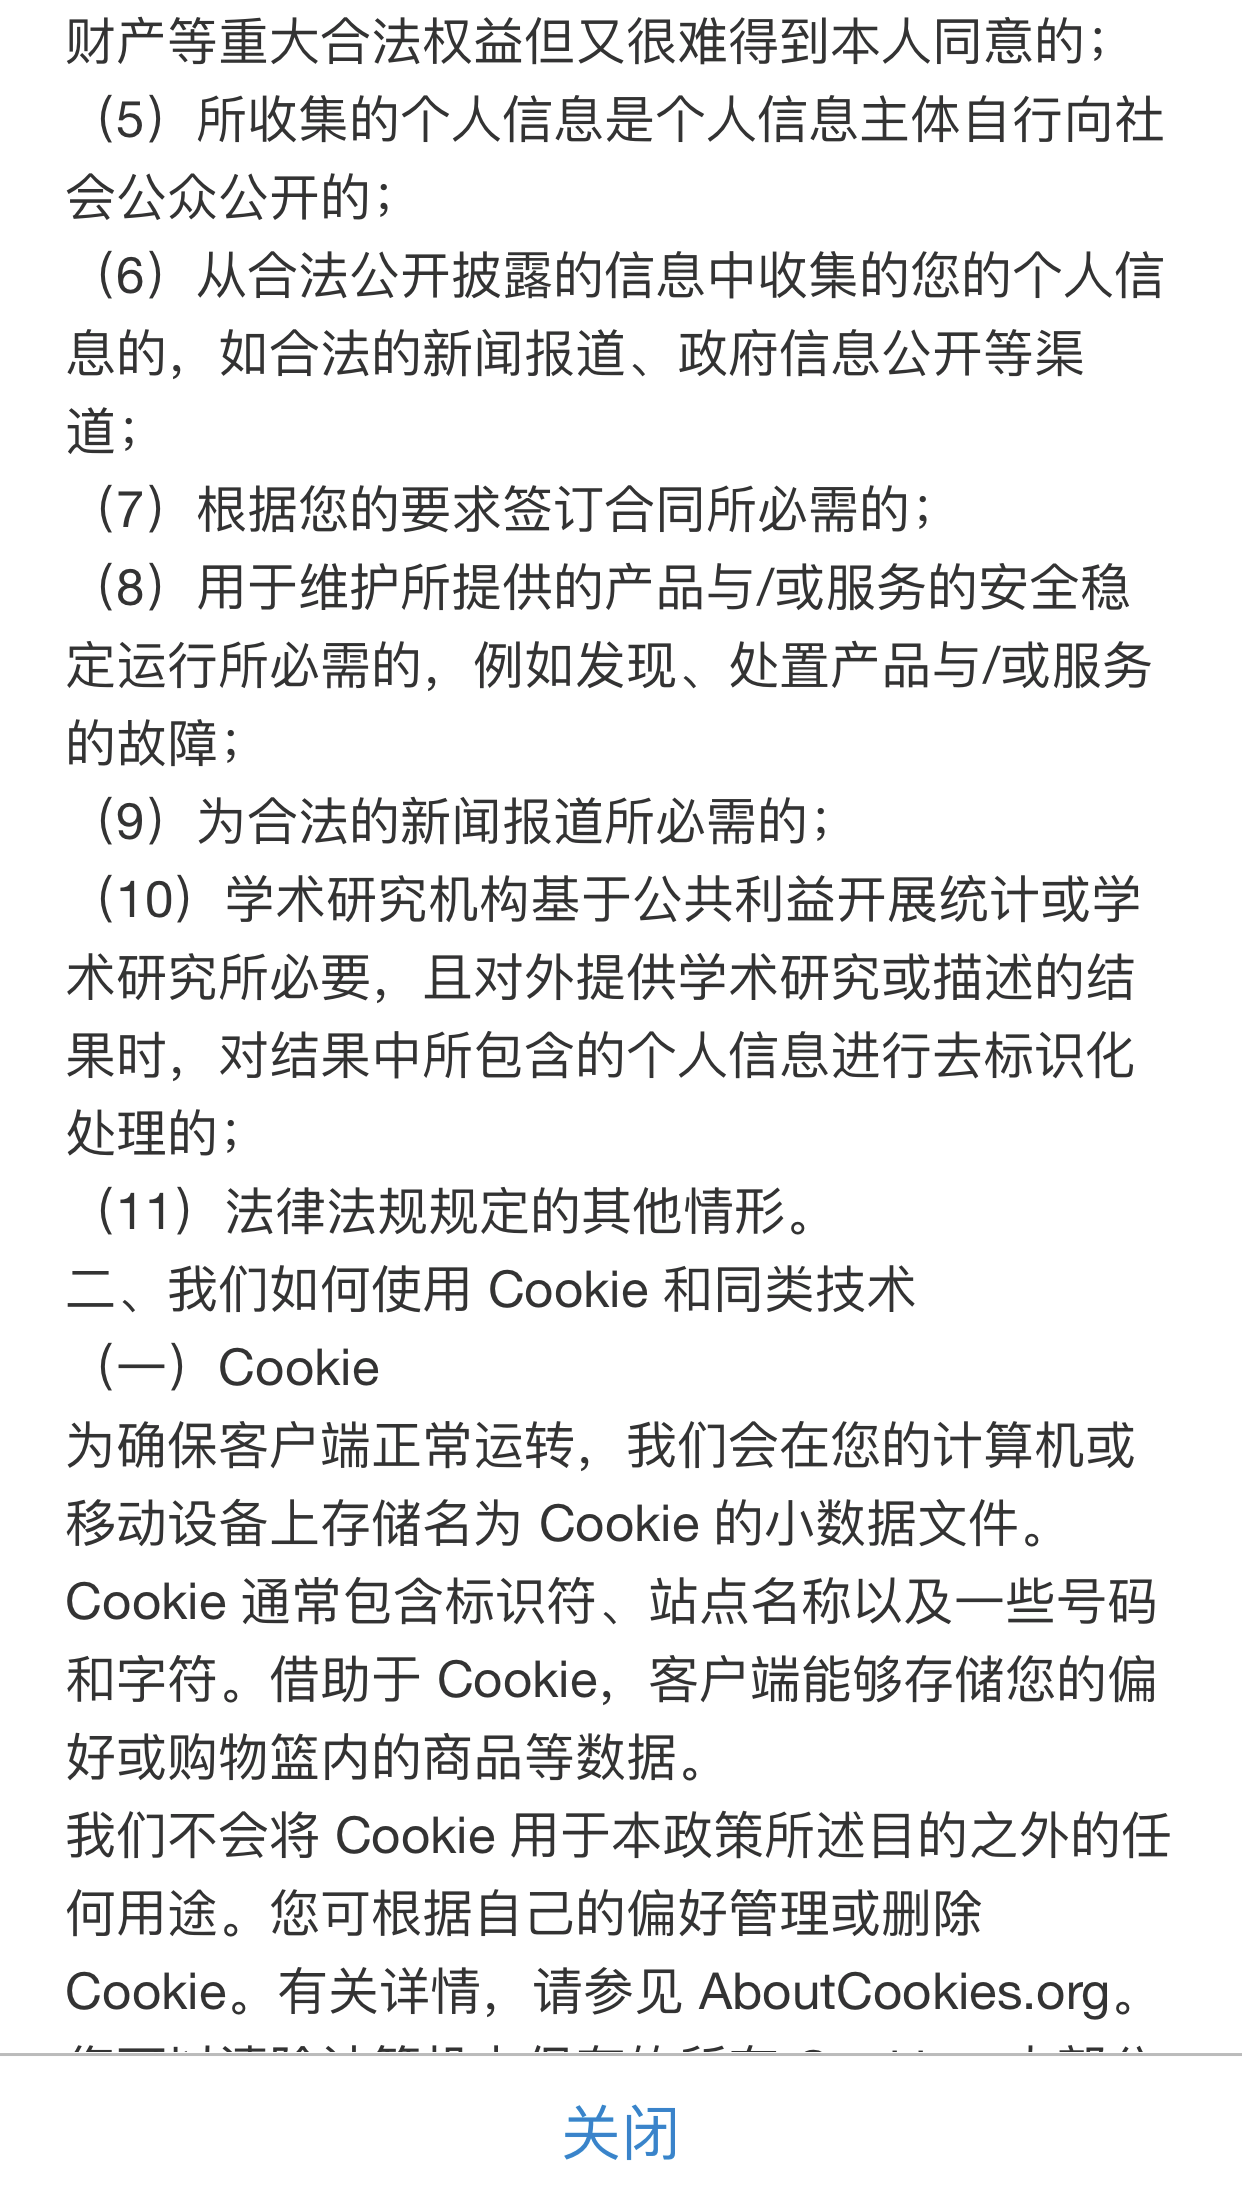 财产等重大合法权益但又很难得到本人同意的；
（5）所收集的个人信息是个人信息主体自行向社
会公众公开的；
（6）从合法公开披露的信息中收集的您的个人信
息的，如合法的新闻报道、政府信息公开等渠
道；
（7）根据您的要求签订合同所必需的；
（8）用于维护所提供的产品与/或服务的安全稳
定运行所必需的，例如发现、处置产品与/或服务
的故障；
（9）为合法的新闻报道所必需的；
（10）学术研究机构基于公共利益开展统计或学
术研究所必要，且对外提供学术研究或描述的结
果时，对结果中所包含的个人信息进行去标识化
处理的；
（11）法律法规规定的其他情形。
二、我们如何使用 Cookie 和同类技术
（一）Cookie
为确保客户端正常运转，我们会在您的计算机或
移动设备上存储名为 Cookie 的小数据文件。
Cookie 通常包含标识符、站点名称以及一些号码
和字符。借助于 Cookie，客户端能够存储您的偏
好或购物篮内的商品等数据。
我们不会将 Cookie 用于本政策所述目的之外的任
何用途。您可根据自己的偏好管理或删除
Cookie。有关详情，请参见 AboutCookies.org。
关闭